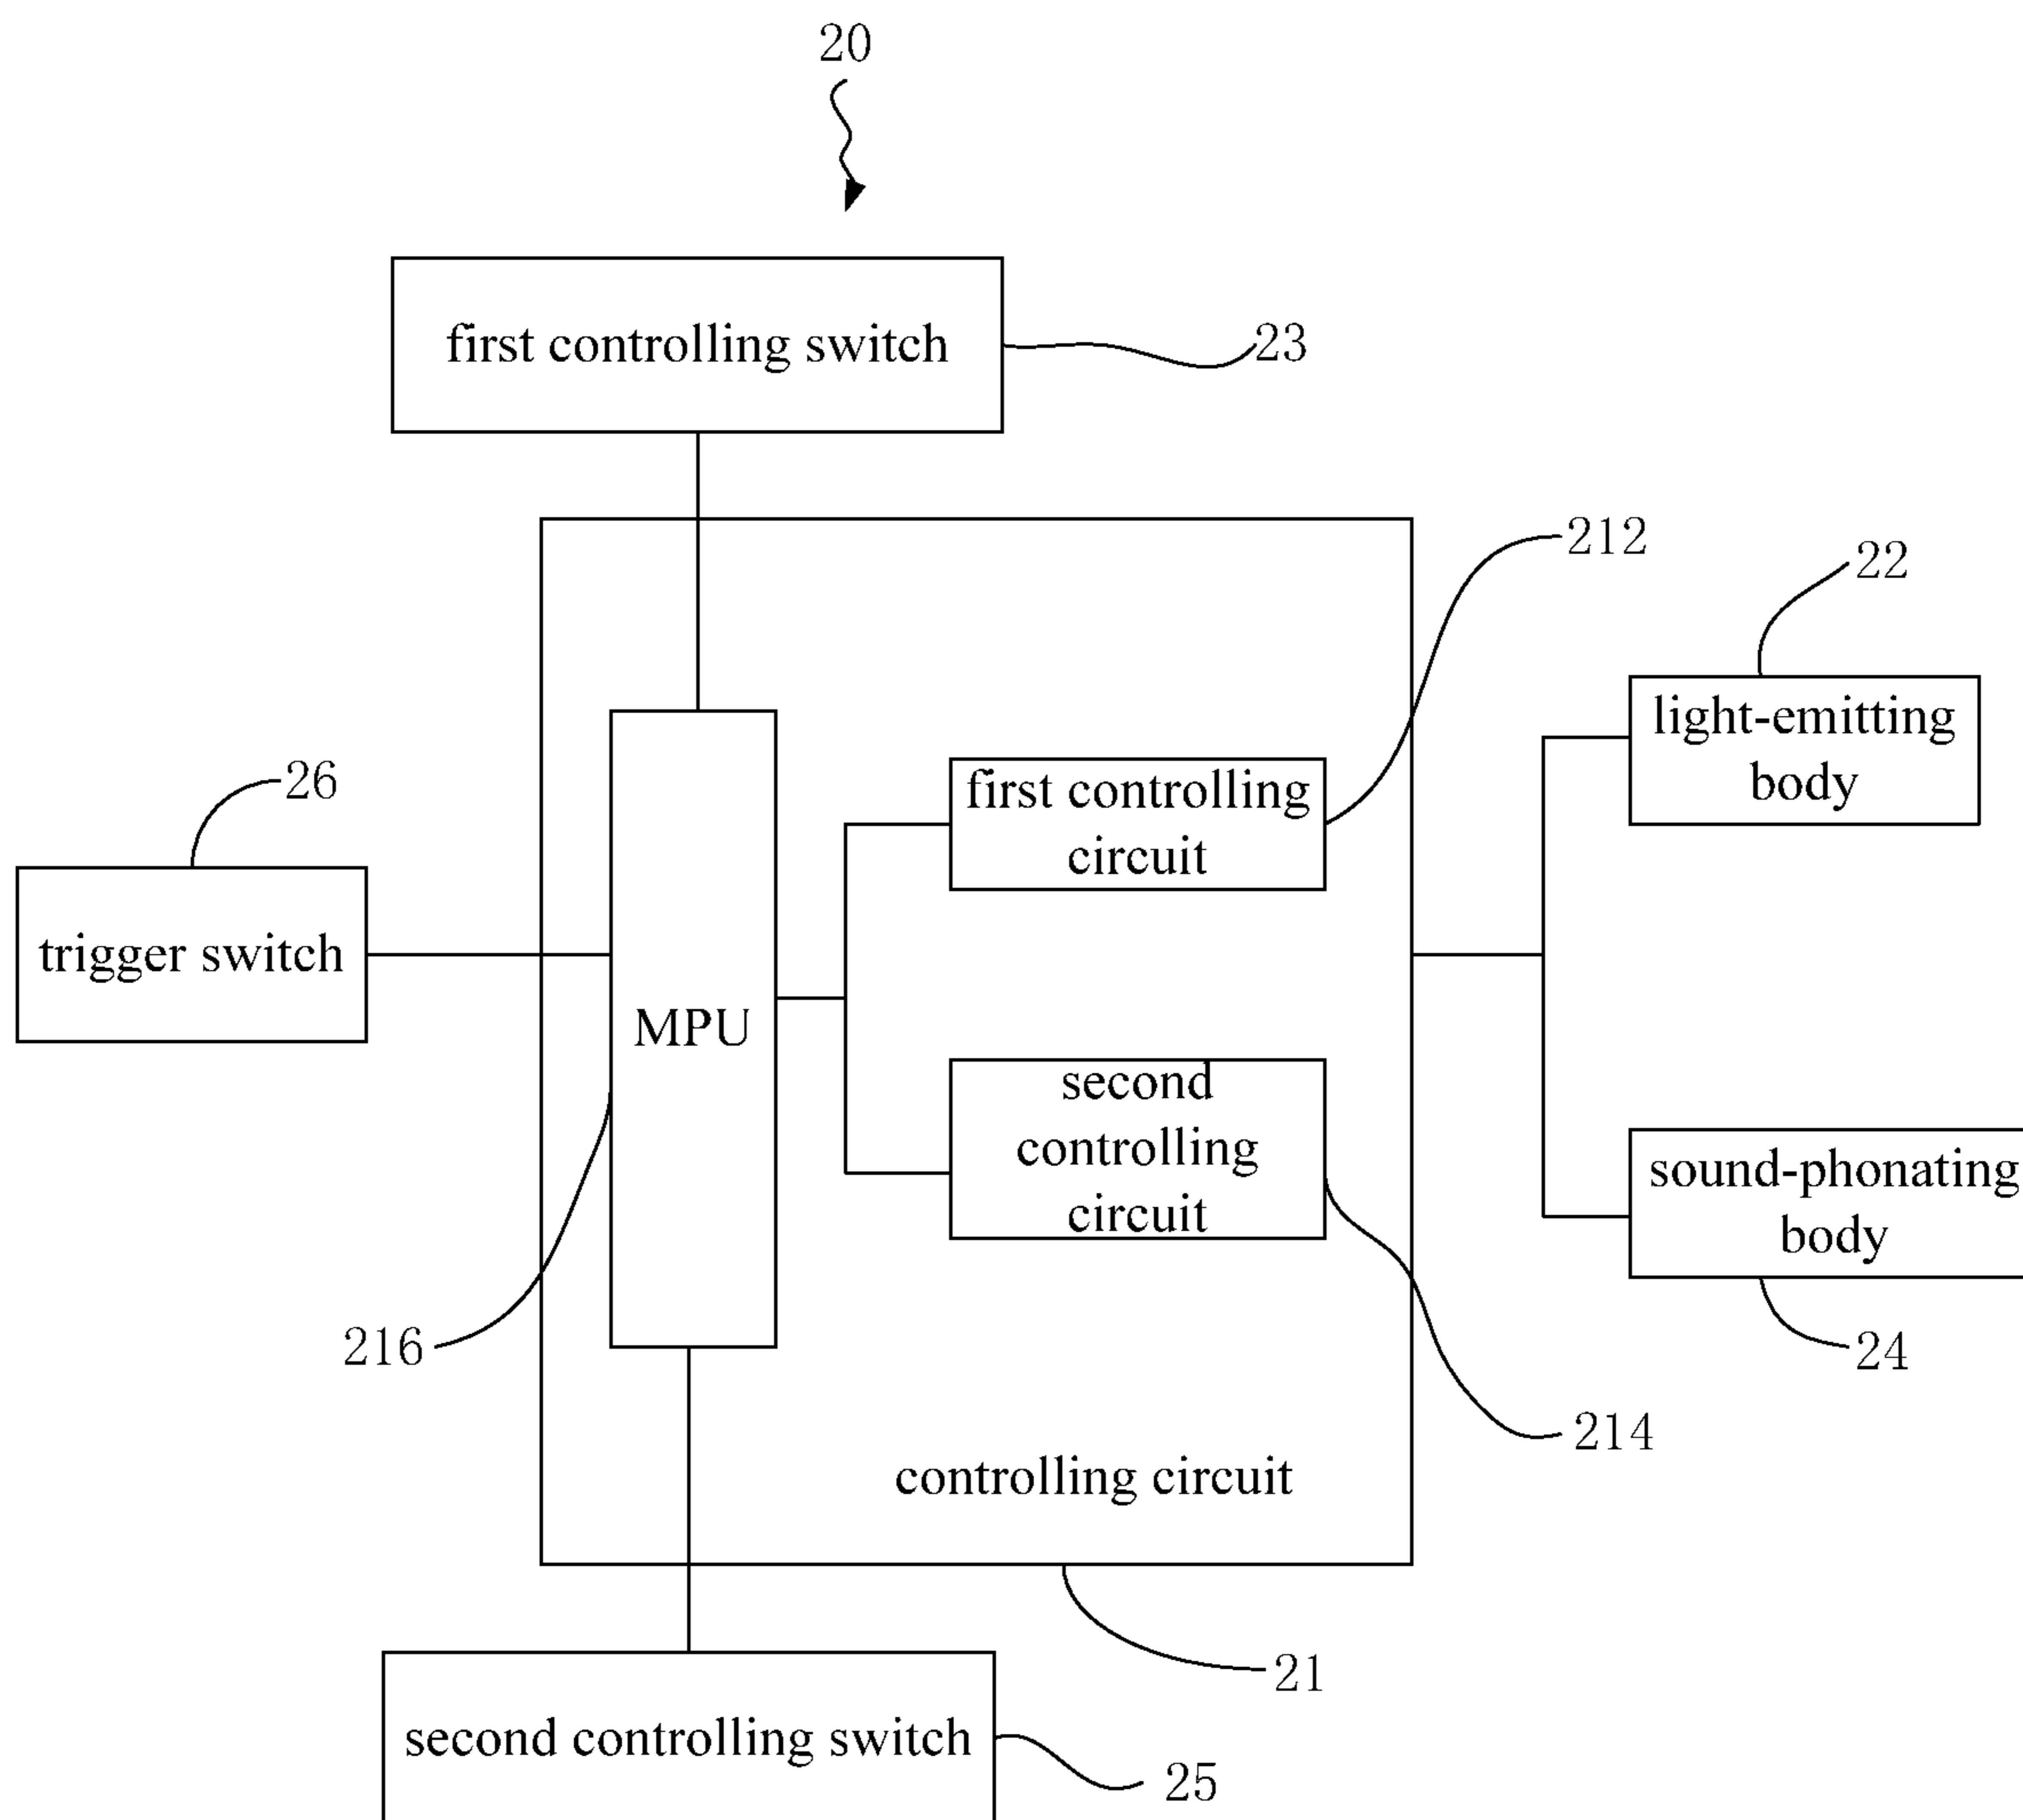 20
first controlling switch
23
212
22
light-emitting
body
26
first controlling
circuit
trigger switch
MPU
second
controlling
circuit
sound-phonating
body
216
24
214
controlling circuit
21
second controlling switch
25